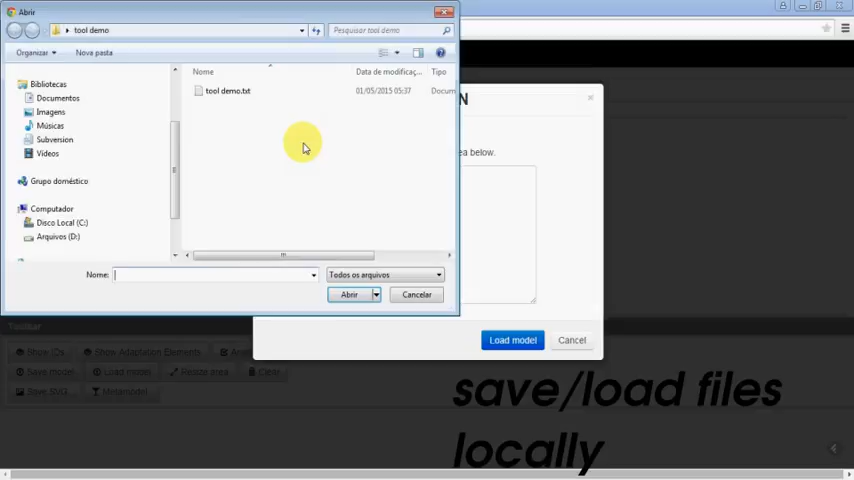 Abrir
tool demo
Pesquisar tool demo
Organizar
Nova pasta
Nome
Data de modificaç...
Tipo
tool demo.txt
01/05/2015 05:37
Docum
Bibliotecas
Documentos
Imagens
Músicas
Subversion
Vídeos
Grupo doméstico
Computador
Disco Local (C:)
Arquivos (D:)
Nome:
Todos os arquivos
Abrir
Cancelar
N
ea below.
Load model
Cancel
Toolbar
Show IDs
Show Adaptation Elements
Save model
Load model
Resize area
Clear
Save SVG
Metamodel
save/load files
locally